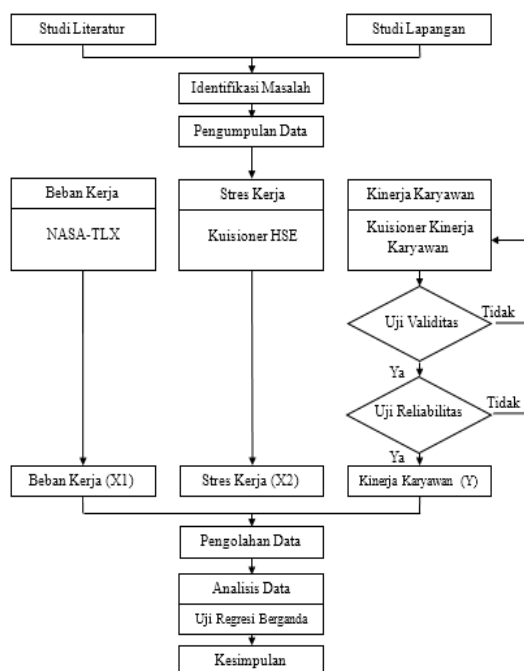 Studi Literatur
Studi Lapangan
Identifikasi Masalah
Pengumpulan Data
Beban Kerja
NASA-TLX
Stres Kerja
Kuisioner HSE
Kinerja Karyawan
Kuisioner Kinerja
Karyawan
Uji Validitas
Tidak
Ya
Uji Reliabilitas
Tidak
Ya
Beban Kerja (X1)
Stres Kerja (X2)
Kinerja Karyawan (Y)
Pengolahan Data
Analisis Data
Uji Regresi Berganda
Kesimpulan